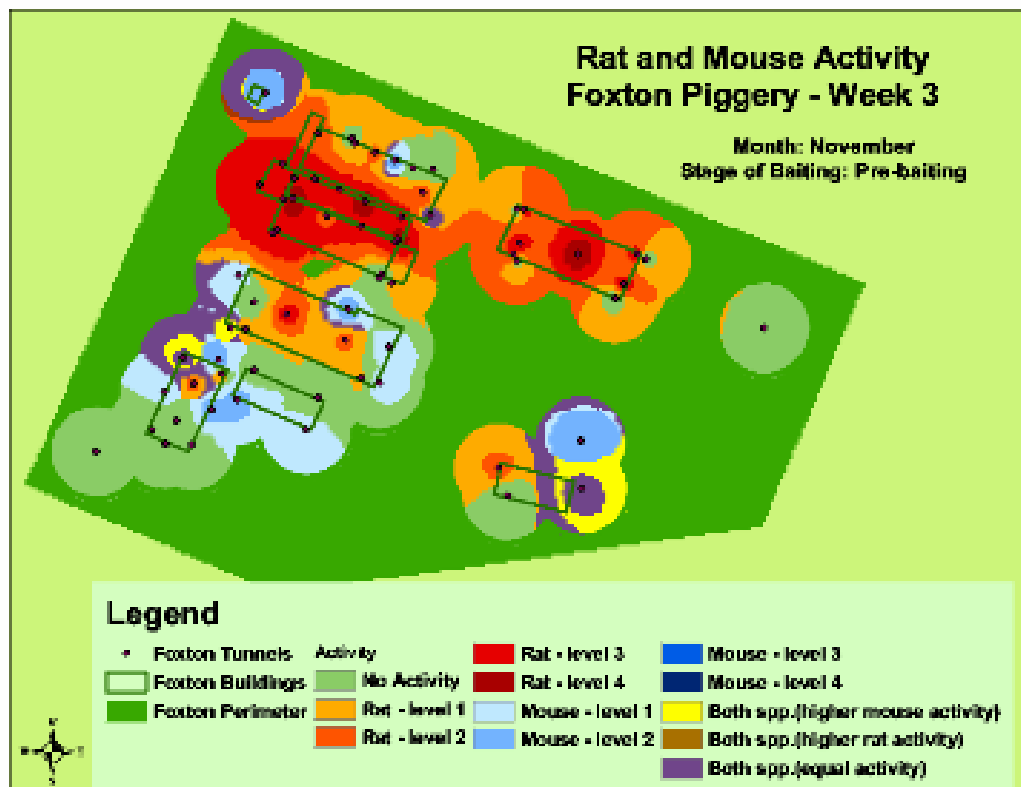 Rat and Mouse Activity
Foxton Piggery - Week 3
Month: November
Stage of Baiting: Pre-baiting
Legend
Foxton Tunnels
Foxton Buildings
Foxton Perimeter
Activity
No Activity
Rat - level 1
Rat - level 2
Rat - level 3
Rat - level 4
Mouse - level 1
Mouse - level 2
Mouse - level 3
Mouse - level 4
Both spp.(higher mouse activity)
Both spp.(higher rat activity)
Both spp.(equal activity)